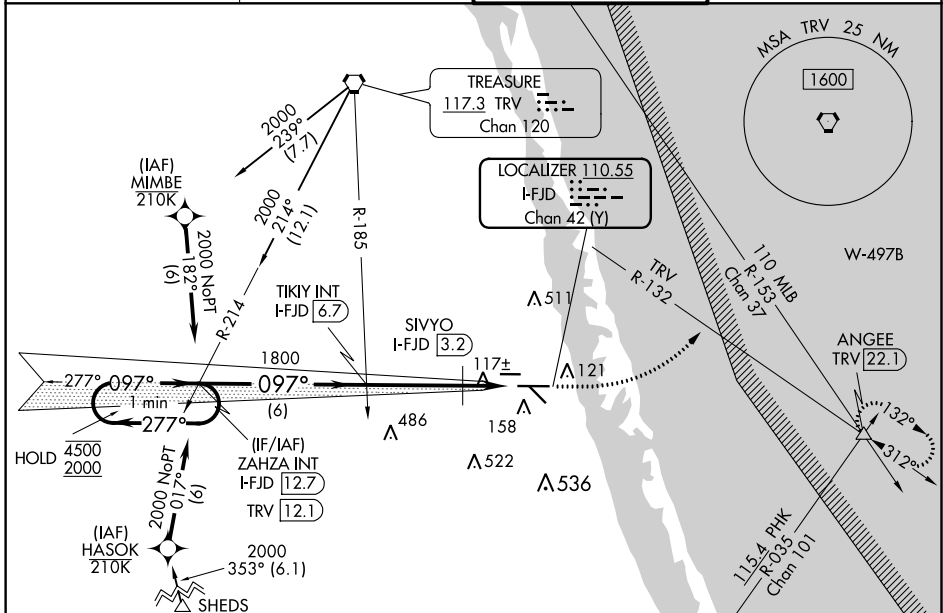 MSA TRV 25 NM
1600
TREASURE
117.3 TRV
Chan 120
2000
239°
(7.7)
(IAF)
MIMBE
210K
2000
214°
(12.1)
LOCALIZER 110.55
I-FJD
Chan 42 (Y)
R-185
2000 NoPT
182°
(6)
110 MLB
R-153
Chan 37
W-497B
TRV
R-132
R-214
TIKIY INT
I-FJD 6.7
511
SIVYO
I-FJD 3.2
ANGEE
TRV 22.1
1800
117±
121
277°
097°
097°
1 min
(6)
277°
486
158
132°
312°
HOLD
4500
2000
(IF/IAF)
ZAHZA INT
I-FJD 12.7
TRV 12.1
522
536
2000 NoPT
017°
(6)
(IAF)
HASOK
210K
2000
353° (6.1)
115.4 PHK
R-035
Chan 101
SHEDS